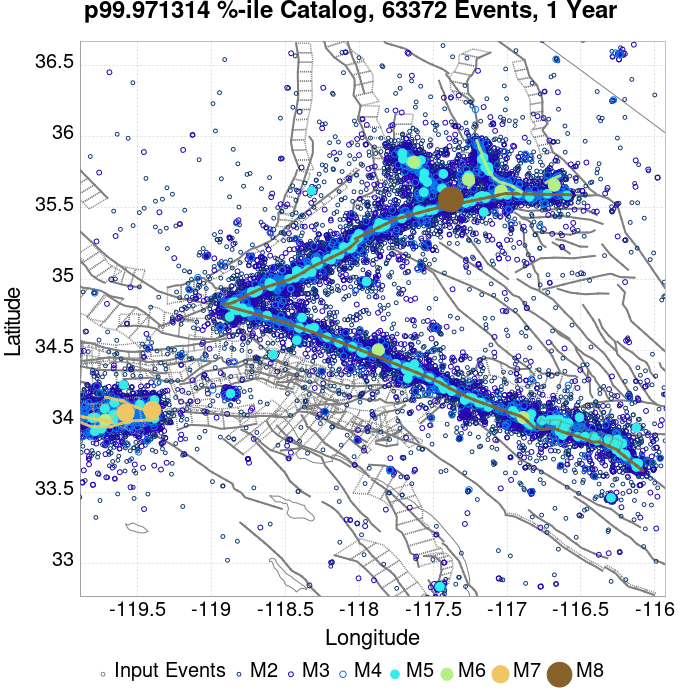 p99.971314 %-ile Catalog, 63372 Events, 1 Year
36.5
36
35.5
35
34.5
34
33.5
33
Latitude
-119.5 -119 -118.5 -118 -117.5 -117 -116.5 -116
Longitude
Input Events M2 M3 M4 M5 M6 M7 M8